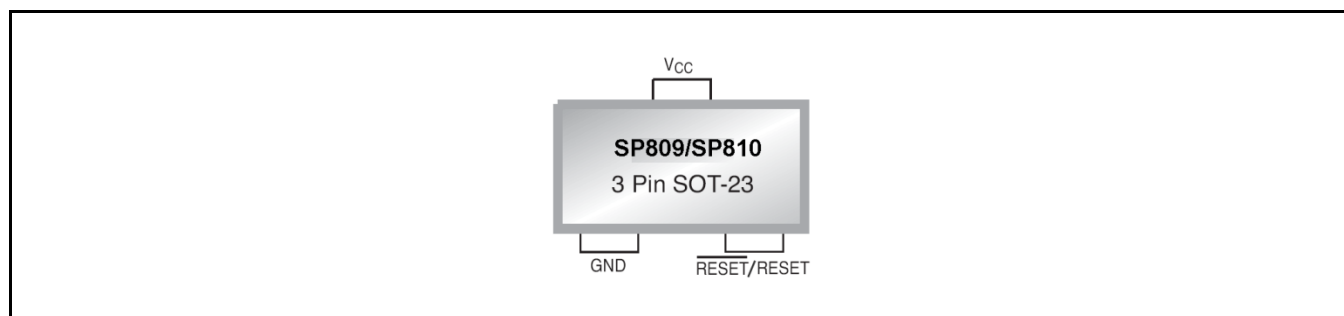 VCC
SP809/SP810
3 Pin SOT-23
GND
RESET/RESET